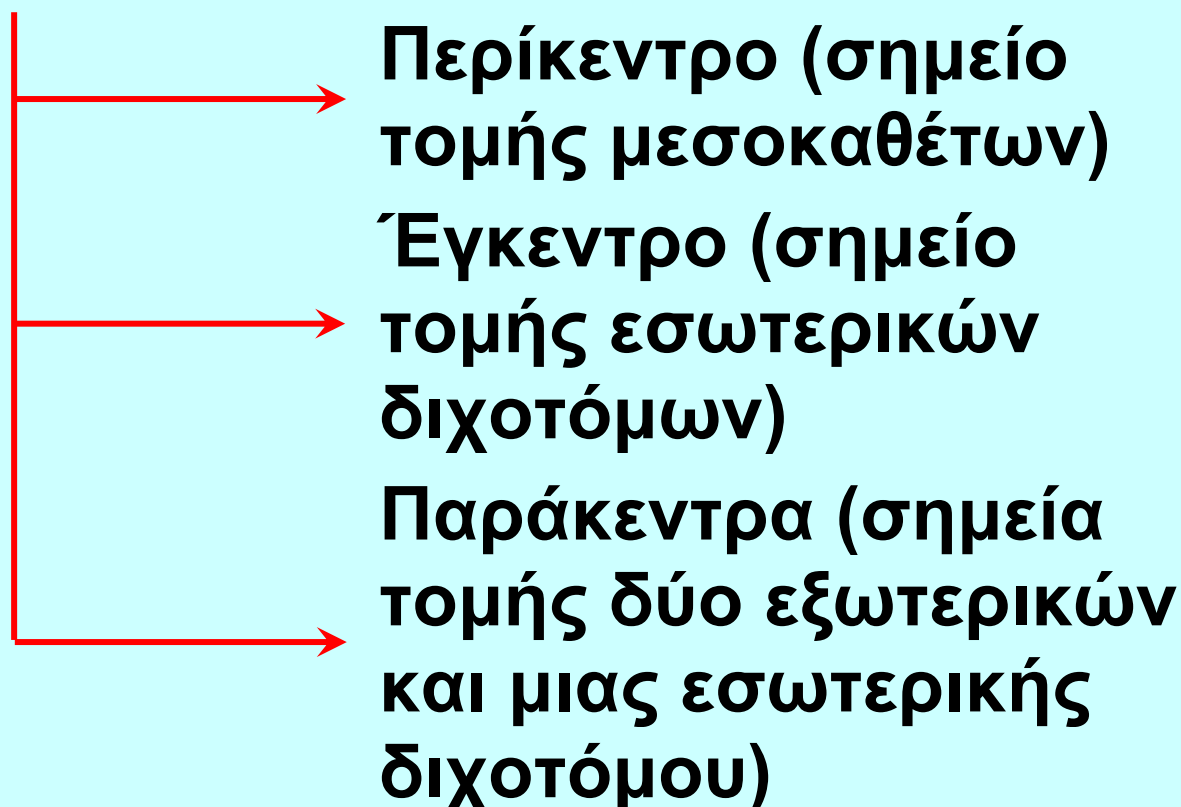 Περίκεντρο (σημείο
τομής μεσοκαθέτων)
Έγκεντρο (σημείο
τομής εσωτερικών
διχοτόμων)
Παράκεντρα (σημεία
τομής δύο εξωτερικών
και μιας εσωτερικής
διχοτόμου)